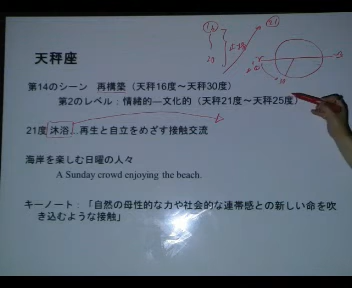 天秤座
第14のシーン 再構塾（天秤16度～天秤30度）
第2のレベル：情緒的―文化的（天秤21度～天秤25度）
21度 沐浴…再生と自立をめざす接触交流
海岸を楽しむ日曜の人々
A Sunday crowd enjoying the beach.
キーノート：「自然の母性的な力や社会的な連帯感との新しい命を吹
き込むような接触」